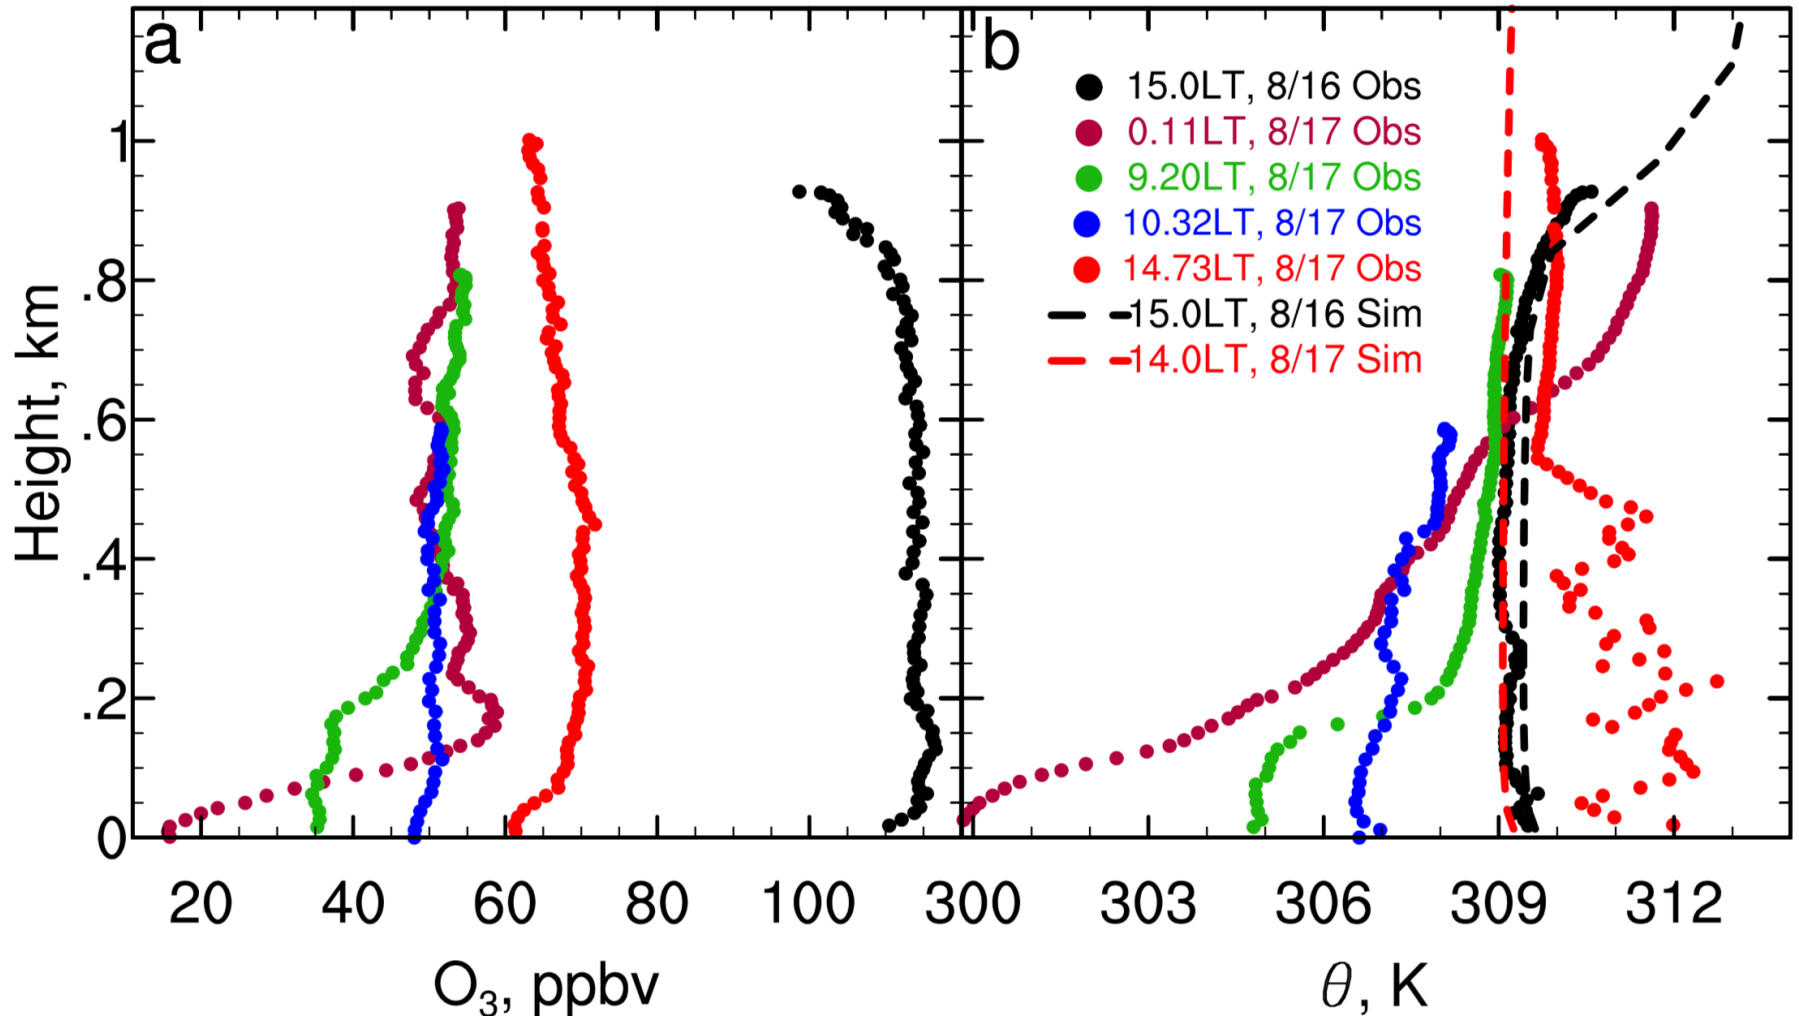 a
b
15.0LT, 8/16 Obs
0.11LT, 8/17 Obs
9.20LT, 8/17 Obs
10.32LT, 8/17 Obs
14.73LT, 8/17 Obs
15.0LT, 8/16 Sim
14.0LT, 8/17 Sim
Height, km
1
.8
.6
.4
.2
0
20 40 60 80 100
300 303 306 309 312
O₃, ppbv
θ, K